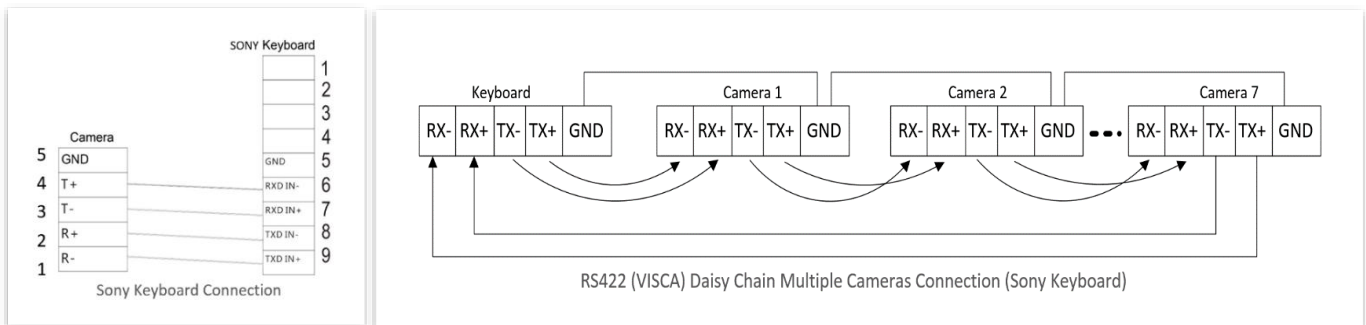 SONY Keyboard
1
2
3
4
GND 5
RXD IN- 6
RXD IN+ 7
TXD IN- 8
TXD IN+ 9
Camera
5 GND
4 T+
3 T-
2 R+
1 R-
Sony Keyboard Connection
Keyboard Camera 1 Camera 2 Camera 7
RX- RX+ TX- TX+ GND RX- RX+ TX- TX+ GND RX- RX+ TX- TX+ GND RX- RX+ TX- TX+ GND
RS422 (VISCA) Daisy Chain Multiple Cameras Connection (Sony Keyboard)